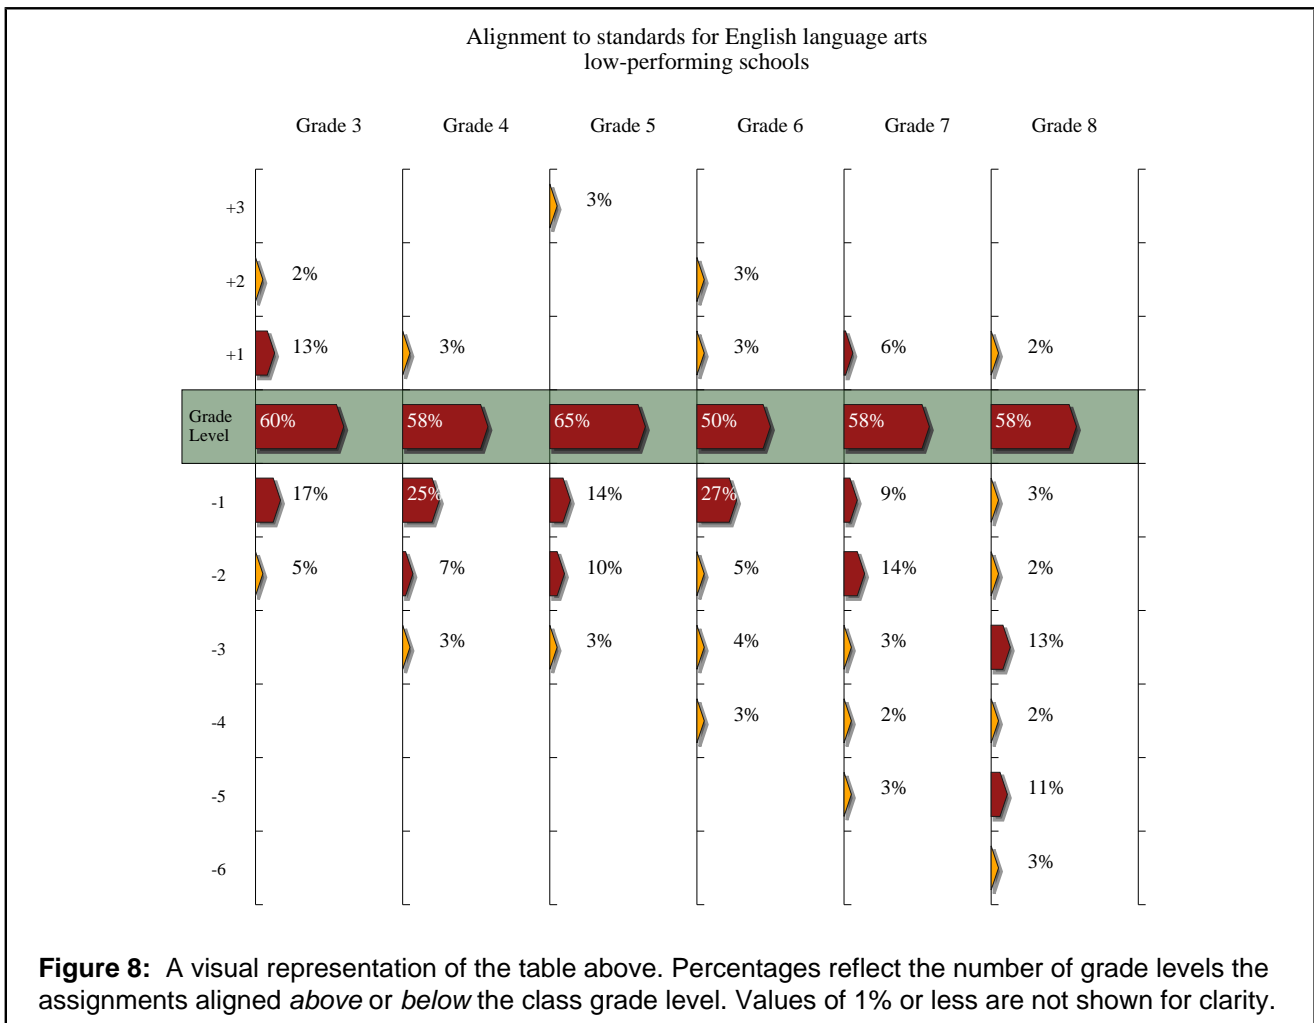 Alignment to standards for English language arts
low-performing schools
Grade 3 Grade 4 Grade 5 Grade 6 Grade 7 Grade 8
+3 3%
+2 2% 3%
+1 13% 3% 3% 6% 2%
Grade
Level
60% 58% 65% 50% 58% 58%
-1 17% 25% 14% 27% 9% 3%
-2 5% 7% 10% 5% 14% 2%
-3 3% 3% 4% 3% 13%
-4 3% 2% 2%
-5 3% 11%
-6 3%
Figure 8: A visual representation of the table above. Percentages reflect the number of grade levels the
assignments aligned above or below the class grade level. Values of 1% or less are not shown for clarity.